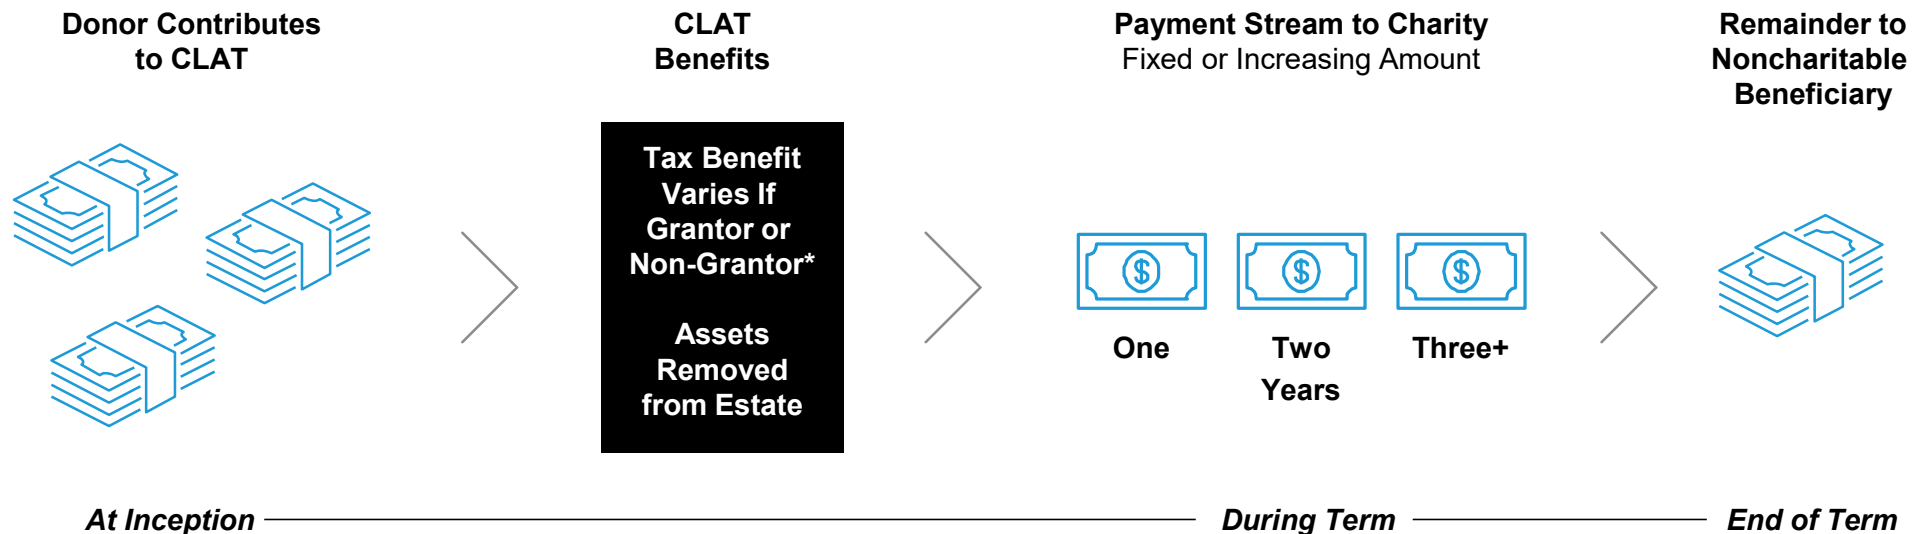 Donor Contributes
to CLAT
CLAT
Benefits
Payment Stream to Charity
Fixed or Increasing Amount
Remainder to
Noncharitable
Beneficiary
Tax Benefit
Varies If
Grantor or
Non-Grantor*
Assets
Removed
from Estate
$ $ $
One Two Three+
Years
At Inception During Term End of Term